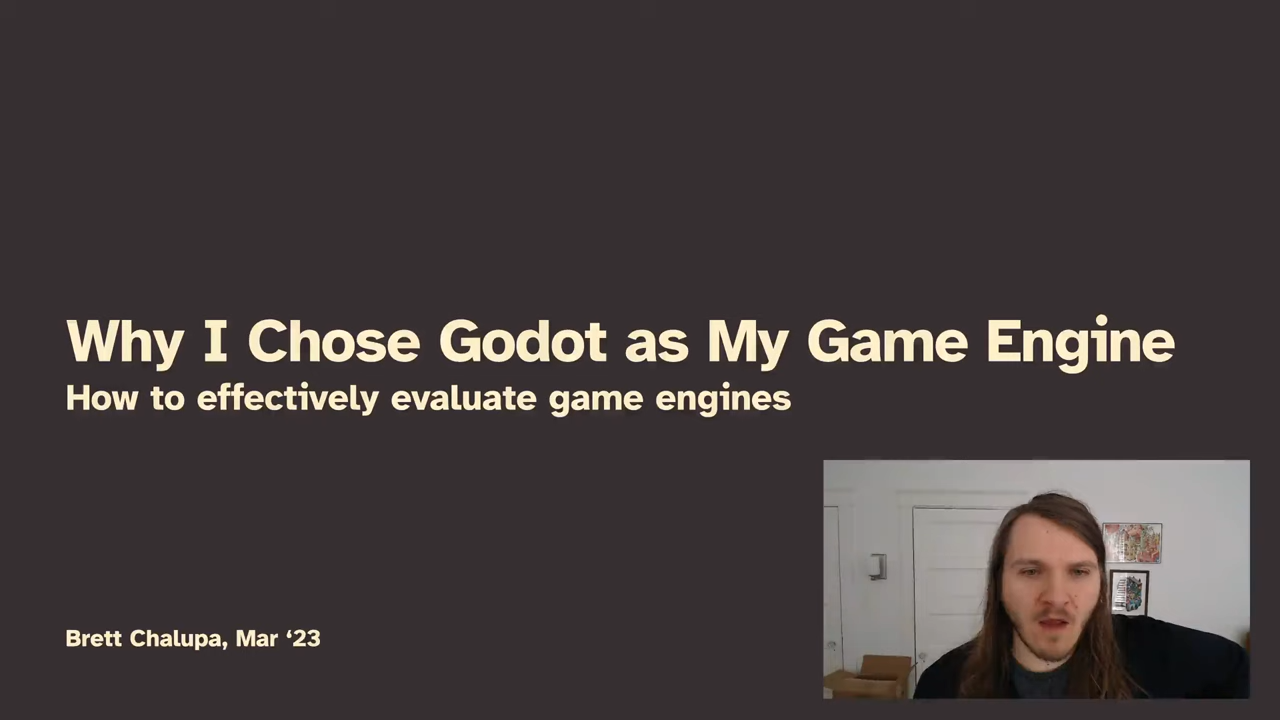 Why I Chose Godot as My Game Engine
How to effectively evaluate game engines
Brett Chalupa, Mar ‘23